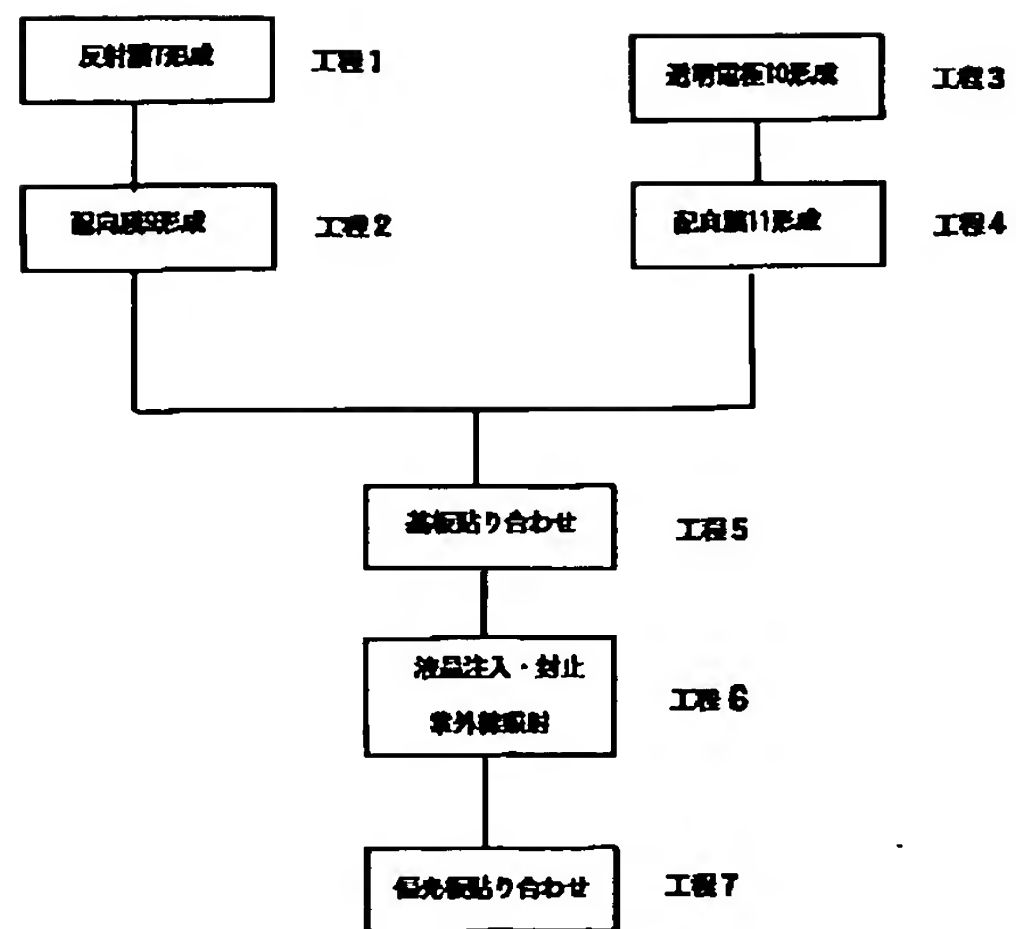 反射膜7形成
工程1
透明電極10形成
工程3
配向膜9形成
工程2
配向膜11形成
工程4
基板貼り合わせ
工程5
液晶注入・封止
紫外線照射
工程6
偏光板貼り合わせ
工程7